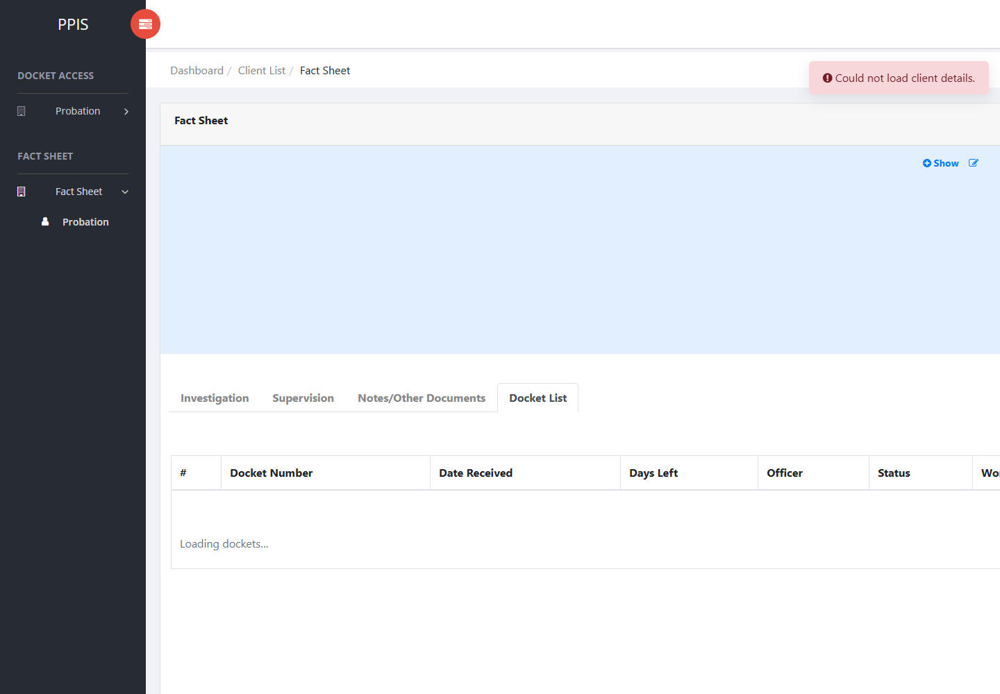 PPIS
DOCKET ACCESS
Probation
FACT SHEET
Fact Sheet
Probation
Dashboard / Client List / Fact Sheet
Could not load client details.
Fact Sheet
Show
Investigation Supervision Notes/Other Documents Docket List
# Docket Number Date Received Days Left Officer Status
Loading dockets...